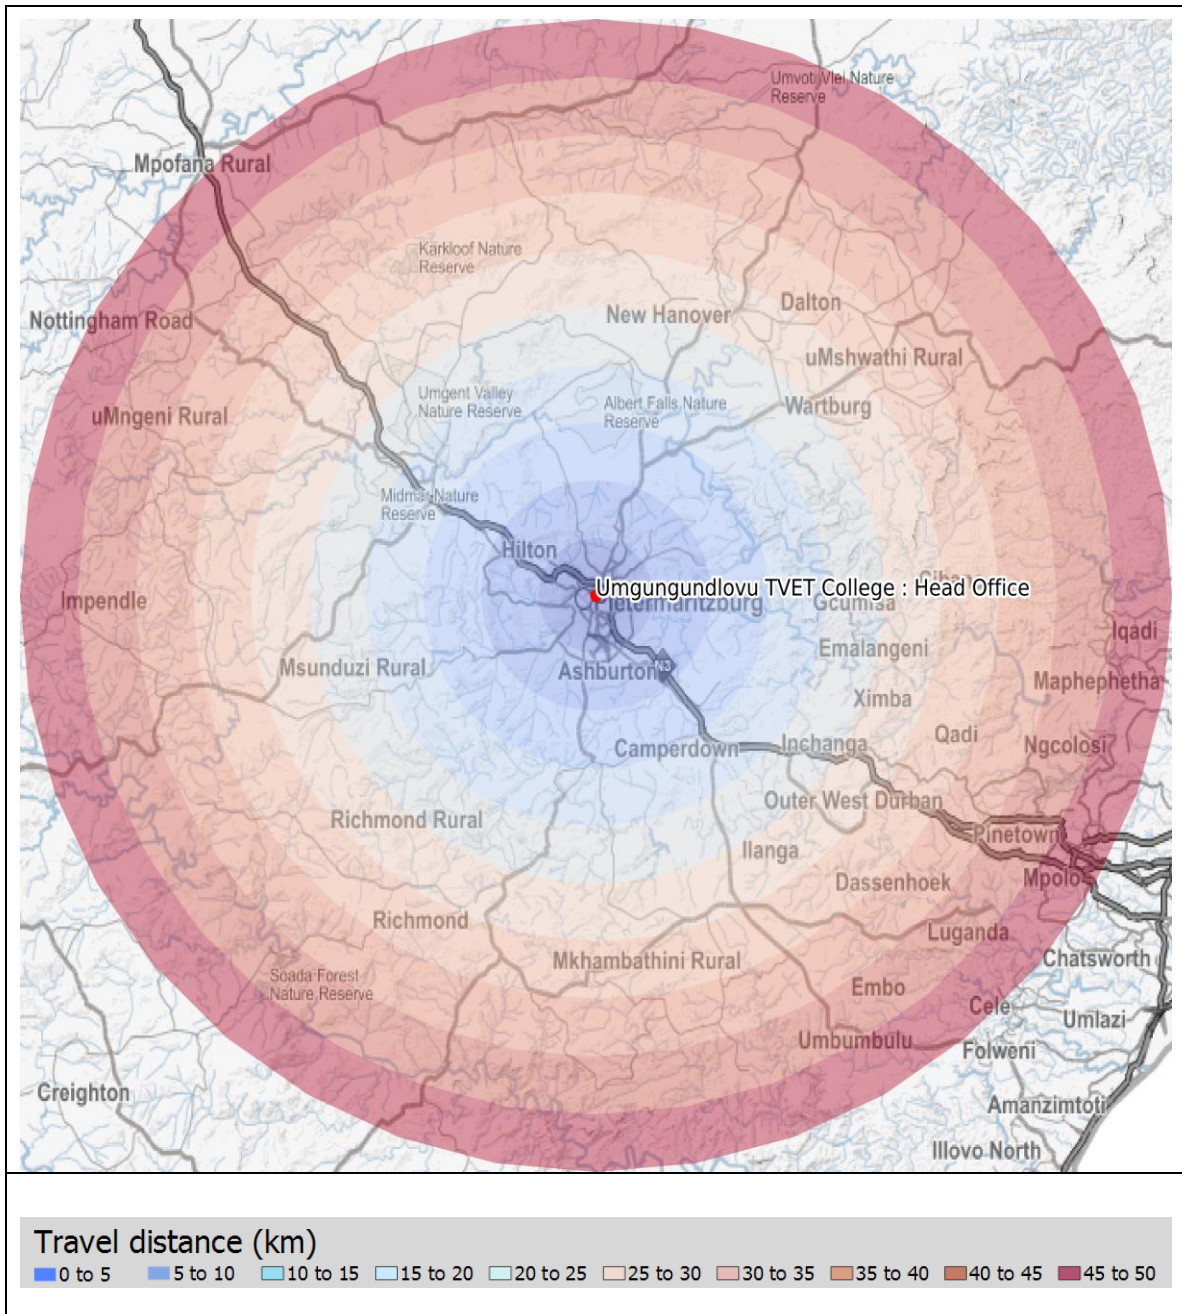 Umvoti Vlei Nature
Reserve
Mpofana Rural
Karkloof Nature
Reserve
Dalton
New Hanover
Nottingham Road
uMshwathi Rural
Umgent Valley
Nature Reserve
Albert Falls Nature
Reserve
Wartburg
uMngeni Rural
Midmar Nature
Reserve
Hilton
Umgungundlovu TVET College : Head Office
Pietermaritzburg
Gcumisa
Impendle
Iqadi
Emalangeni
Msunduzi Rural
Ashburton
N3
Maphephetha
Ximba
Qadi
Ngcolosi
Camperdown
Inchanga
Outer West Durban
Richmond Rural
Pinetown
Ilanga
Dassenhoek
Richmond
Luganda
Mkhambathini Rural
Chatsworth
Soada Forest
Nature Reserve
Embo
Cele
Umlazi
Umbumbulu
Folweni
Creighton
Amanzimtoti
Illovo North
Travel distance (km)
0 to 5 5 to 10 10 to 15 15 to 20 20 to 25 25 to 30 30 to 35 35 to 40 40 to 45 45 to 50